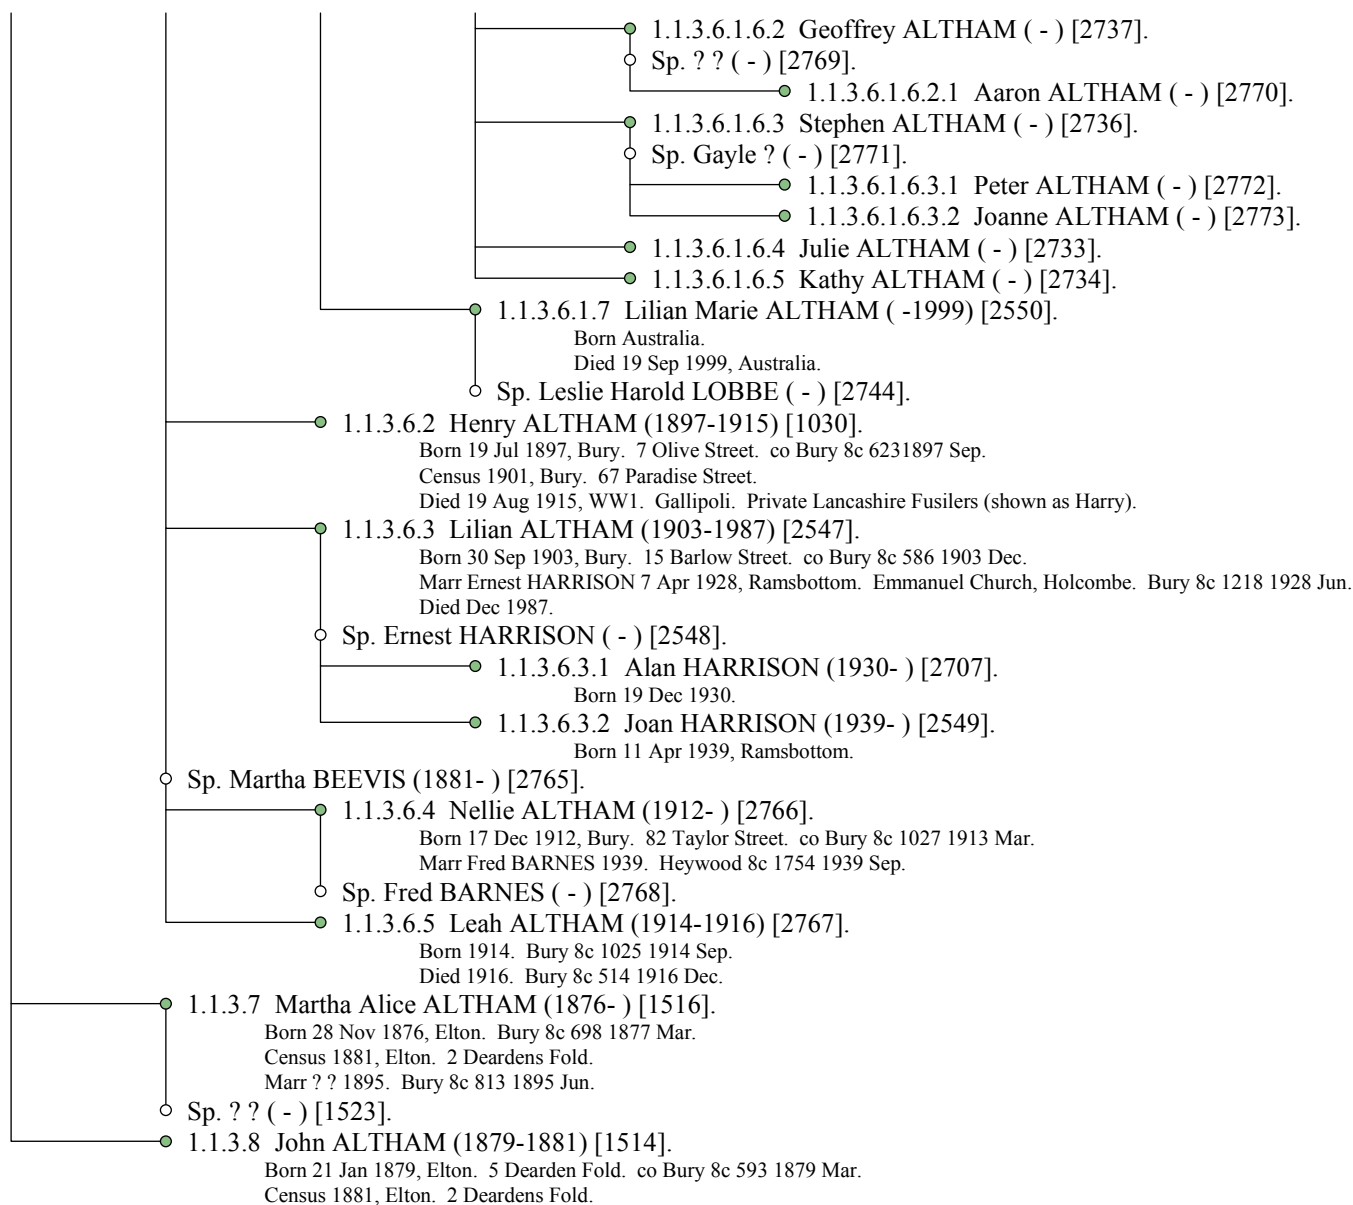 1.1.3.6.1.6.2 Geoffrey ALTHAM ( - ) [2737].
Sp. ? ? ( - ) [2769].
1.1.3.6.1.6.2.1 Aaron ALTHAM ( - ) [2770].
1.1.3.6.1.6.3 Stephen ALTHAM ( - ) [2736].
Sp. Gayle ? ( - ) [2771].
1.1.3.6.1.6.3.1 Peter ALTHAM ( - ) [2772].
1.1.3.6.1.6.3.2 Joanne ALTHAM ( - ) [2773].
1.1.3.6.1.6.4 Julie ALTHAM ( - ) [2733].
1.1.3.6.1.6.5 Kathy ALTHAM ( - ) [2734].
1.1.3.6.1.7 Lilian Marie ALTHAM ( -1999) [2550].
Born Australia.
Died 19 Sep 1999, Australia.
Sp. Leslie Harold LOBBE ( - ) [2744].
1.1.3.6.2 Henry ALTHAM (1897-1915) [1030].
Born 19 Jul 1897, Bury. 7 Olive Street. co Bury 8c 6231897 Sep.
Census 1901, Bury. 67 Paradise Street.
Died 19 Aug 1915, WW1. Gallipoli. Private Lancashire Fusilers (shown as Harry).
1.1.3.6.3 Lilian ALTHAM (1903-1987) [2547].
Born 30 Sep 1903, Bury. 15 Barlow Street. co Bury 8c 586 1903 Dec.
Marr Ernest HARRISON 7 Apr 1928, Ramsbottom. Emmanuel Church, Holcombe. Bury 8c 1218 1928 Jun.
Died Dec 1987.
Sp. Ernest HARRISON ( - ) [2548].
1.1.3.6.3.1 Alan HARRISON (1930- ) [2707].
Born 19 Dec 1930.
1.1.3.6.3.2 Joan HARRISON (1939- ) [2549].
Born 11 Apr 1939, Ramsbottom.
Sp. Martha BEEVIS (1881- ) [2765].
1.1.3.6.4 Nellie ALTHAM (1912- ) [2766].
Born 17 Dec 1912, Bury. 82 Taylor Street. co Bury 8c 1027 1913 Mar.
Marr Fred BARNES 1939. Heywood 8c 1754 1939 Sep.
Sp. Fred BARNES ( - ) [2768].
1.1.3.6.5 Leah ALTHAM (1914-1916) [2767].
Born 1914. Bury 8c 1025 1914 Sep.
Died 1916. Bury 8c 514 1916 Dec.
1.1.3.7 Martha Alice ALTHAM (1876- ) [1516].
Born 28 Nov 1876, Elton. Bury 8c 698 1877 Mar.
Census 1881, Elton. 2 Deardens Fold.
Marr ? ? 1895. Bury 8c 813 1895 Jun.
Sp. ? ? ( - ) [1523].
1.1.3.8 John ALTHAM (1879-1881) [1514].
Born 21 Jan 1879, Elton. 5 Dearden Fold. co Bury 8c 593 1879 Mar.
Census 1881, Elton. 2 Deardens Fold.